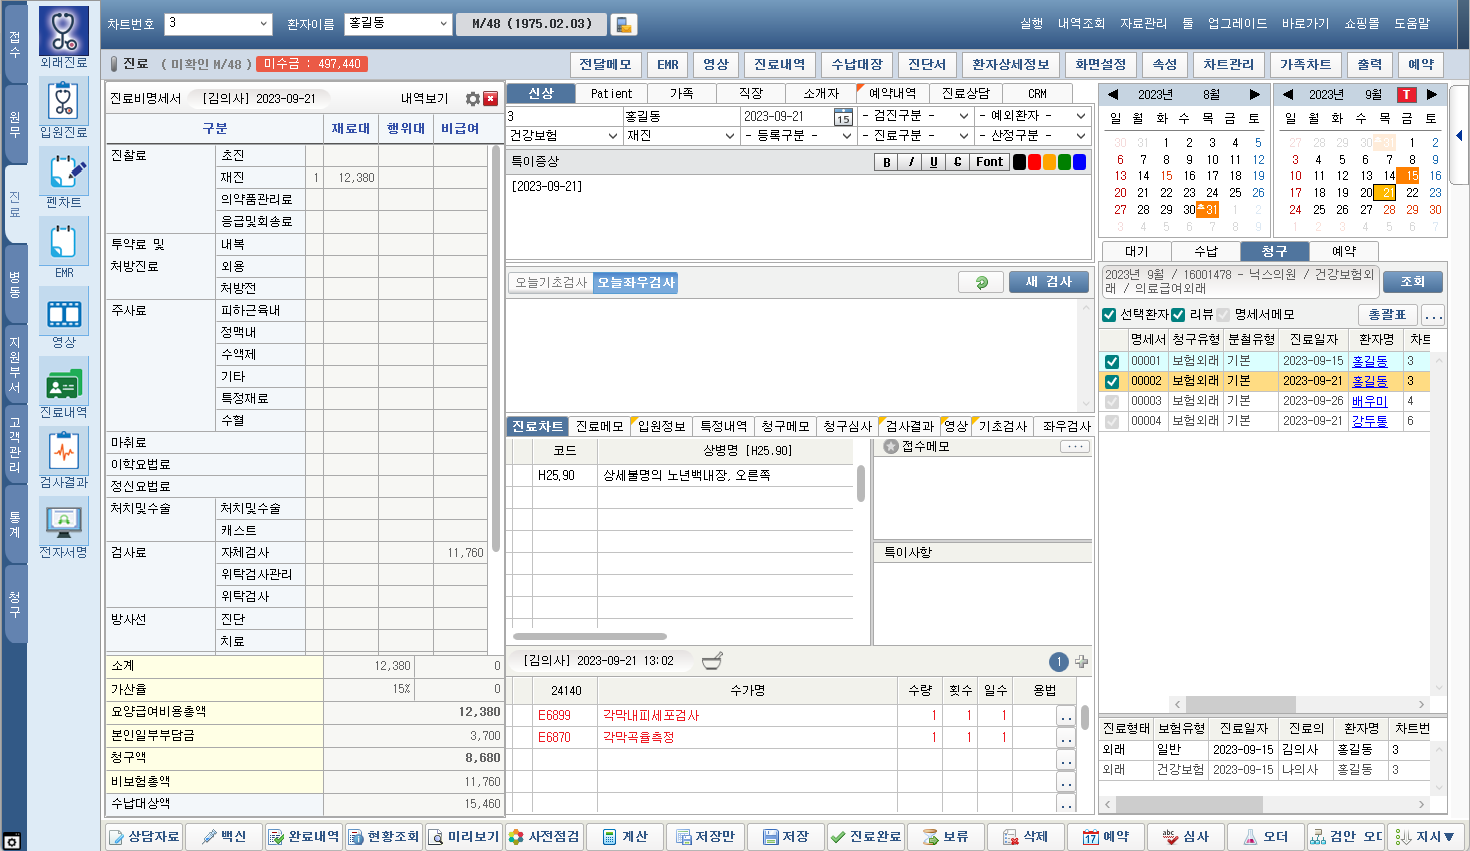 차트번호 3 환자이름 홍길동 M/48 (1975.02.03)
실행 내역조회 자료관리 툴 업그레이드 바로가기 쇼핑몰 도움말
진료 ( 미확인 M/48 ) 미수금 : 497,440
전달메모 EMR 영상 진료내역 수납대장 진단서 환자상세정보 화면설정 속성 차트관리 가족차트 출력 예약
접수
원무
진료
병동
지원부서
고객관리
통계
청구
외래진료
입원진료
펜차트
EMR
영상
진료내역
검사결과
전자서명
진료비명세서 [김의사] 2023-09-21 내역보기
구분 재료대 행위대 비급여
진찰료 초진
재진 1 12,380
의약품관리료
응급및회송료
투약료 및 내복
처방진료 외용
처방전
주사료 피하근육내
정맥내
수액제
기타
특정재료
수혈
마취료
이학요법료
정신요법료
처치및수술 처치및수술
캐스트
검사료 자체검사 11,760
위탁검사관리
위탁검사
방사선 진단
치료
소계 12,380 0
가산율 15% 0
요양급여비용총액 12,380
본인일부부담금 3,700
청구액 8,680
비보험총액 11,760
수납대상액 15,460
신상 Patient 가족 직장 소개자 예약내역 진료상담 CRM
3 홍길동 2023-09-21 15 - 검진구분 - - 예외환자 -
건강보험 재진 - 등록구분 - - 진료구분 - - 산정구분 -
특이증상 B I U C Font
[2023-09-21]
오늘기초검사 오늘좌우검사 새 검사
진료차트 진료메모 입원정보 특정내역 청구메모 청구심사 검사결과 영상 기초검사 좌우검사
코드 상병명 [H25.90]
H25,90 상세불명의 노년백내장, 오른쪽
접수메모 ...
특이사항
[김의사] 2023-09-21 13:02 1
24140 수가명 수량 횟수 일수 용법
E6899 각막내피세포검사 1 1 1 ..
E6870 각막곡율측정 1 1 1 ..
..
..
..
2023년 8월
일 월 화 수 목 금 토
30 31 1 2 3 4 5
6 7 8 9 10 11 12
13 14 15 16 17 18 19
20 21 22 23 24 25 26
27 28 29 30 31 1 2
3 4 5 6 7 8 9
2023년 9월 T
일 월 화 수 목 금 토
27 28 29 30 31 1 2
3 4 5 6 7 8 9
10 11 12 13 14 15 16
17 18 19 20 21 22 23
24 25 26 27 28 29 30
1 2 3 4 5 6 7
대기 수납 청구 예약
2023년 9월 / 16001478 - 닉스의원 / 건강보험외
래 / 의료급여외래
조회
선택환자 리뷰 명세서메모 총괄표 ...
명세서 청구유형 분철유형 진료일자 환자명 차트
00001 보험외래 기본 2023-09-15 홍길동 3
00002 보험외래 기본 2023-09-21 홍길동 3
00003 보험외래 기본 2023-09-26 배우미 4
00004 보험외래 기본 2023-09-21 강두통 6
진료형태 보험유형 진료일자 진료의 환자명 차트번
외래 일반 2023-09-15 김의사 홍길동 3
외래 건강보험 2023-09-15 나의사 홍길동 3
상담자료 백신 완료내역 현황조회 미리보기 사전점검 계산 저장만 저장 진료완료 보류 삭제 예약 심사 오더 검안 오더 지시▼